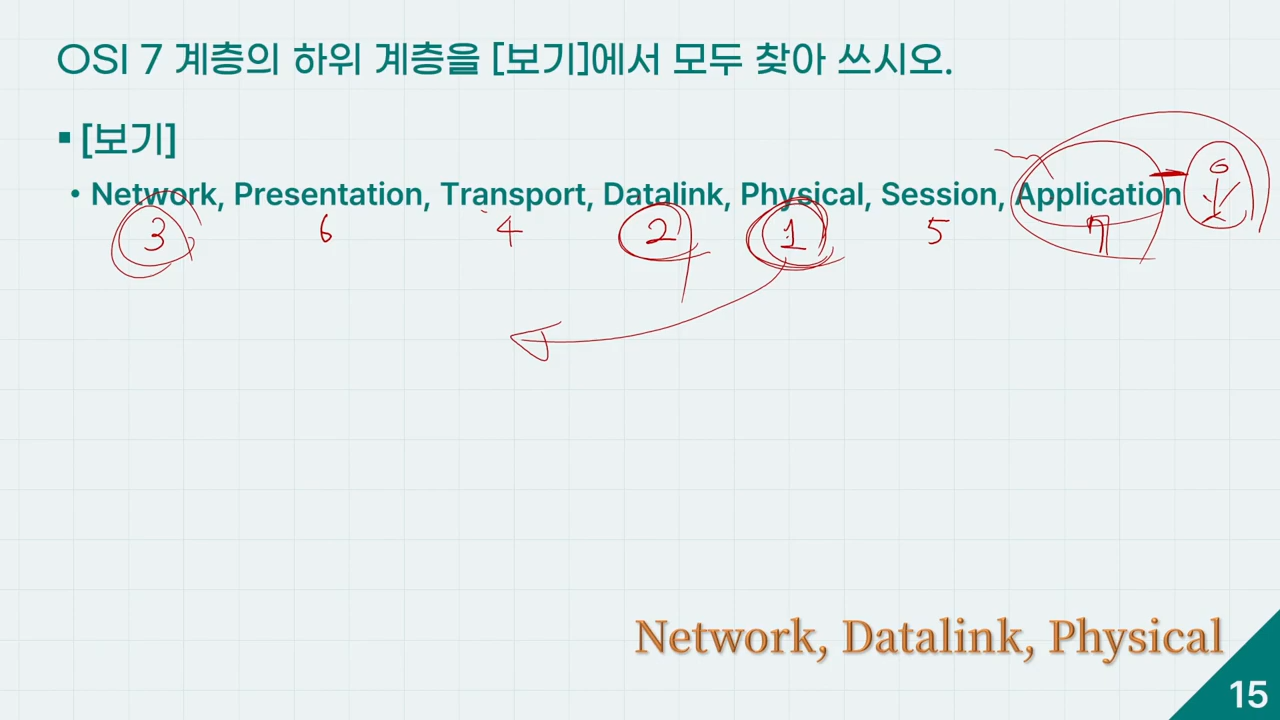 OSI 7 계층의 하위 계층을 [보기]에서 모두 찾아 쓰시오.
▪ [보기]
• Network, Presentation, Transport, Datalink, Physical, Session, Application
3 6 4 2 1 5 7
Network, Datalink, Physical
15